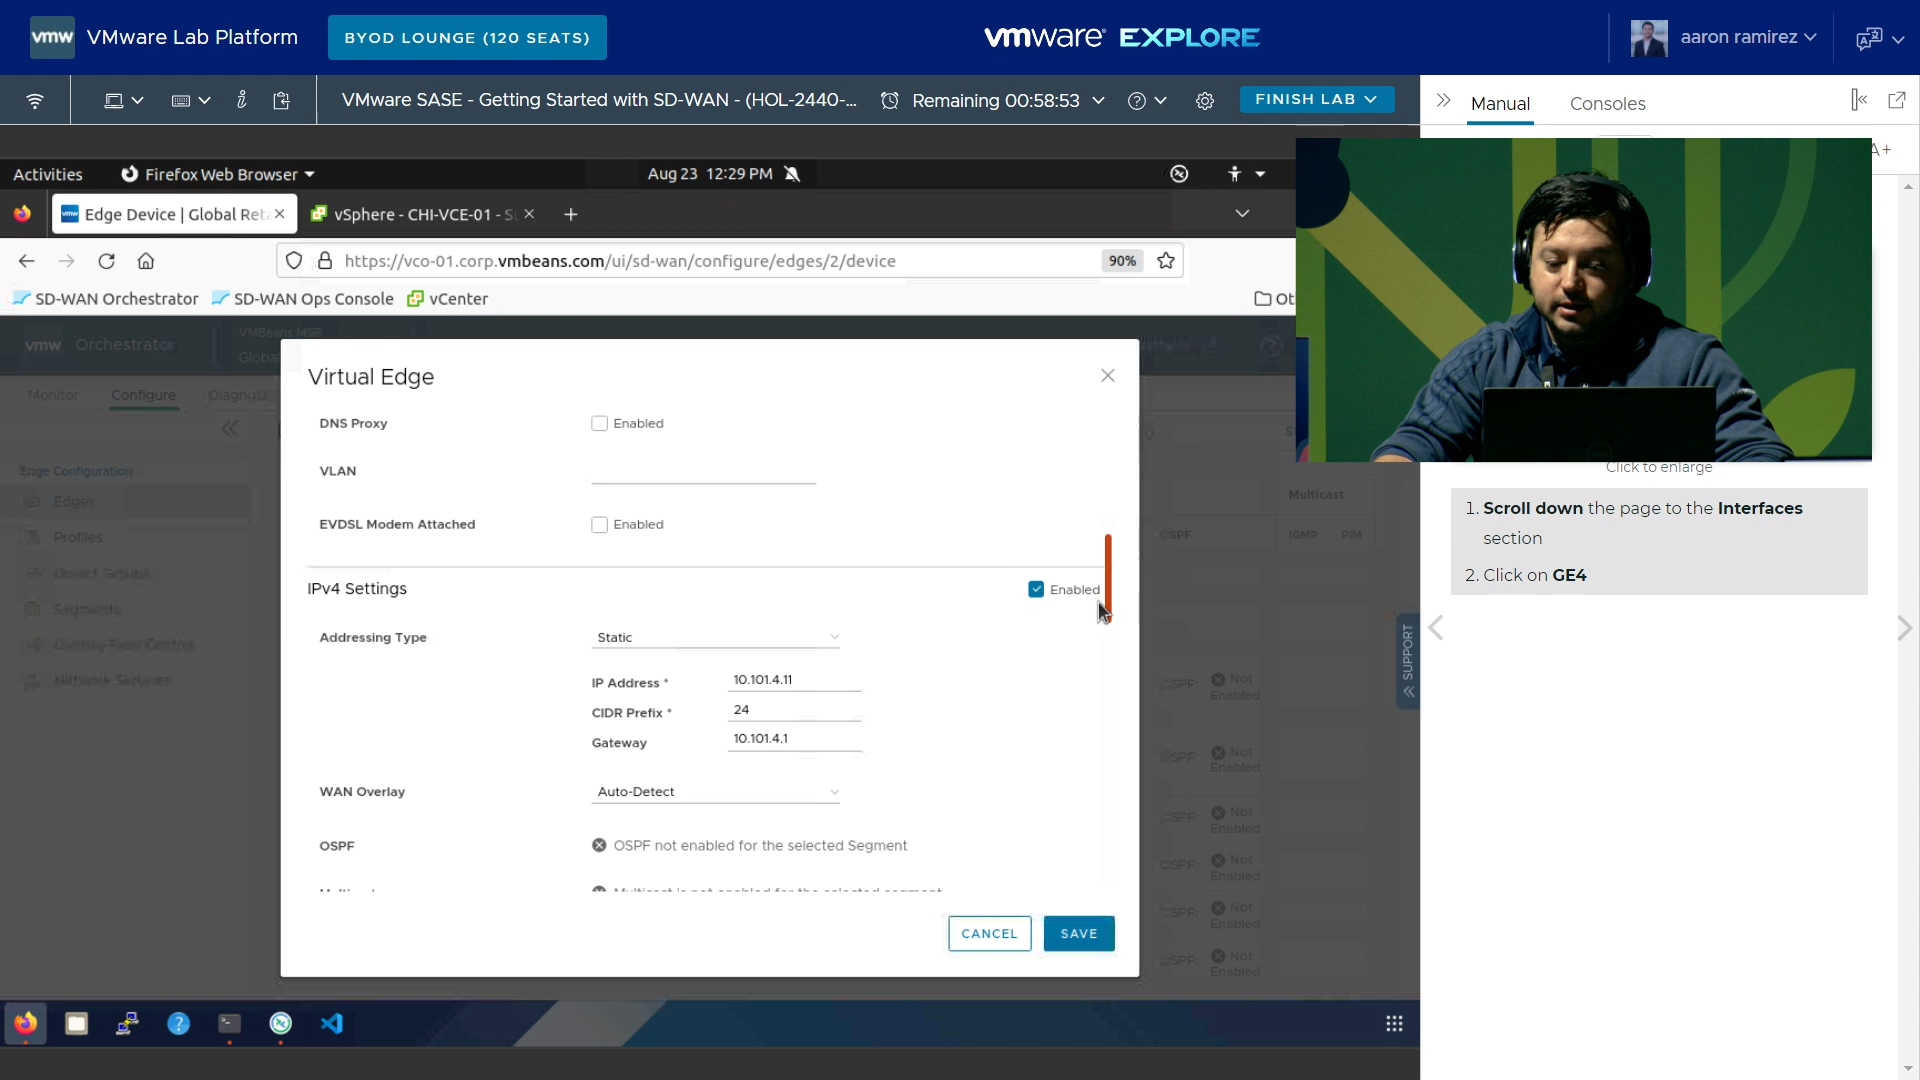 vmw VMware Lab Platform BYOD LOUNGE (120 SEATS) vmware EXPLORE aaron ramirez
VMware SASE - Getting Started with SD-WAN - (HOL-2440-... Remaining 00:58:53 FINISH LAB
Manual Consoles
A+
Activities Firefox Web Browser Aug 23 12:29 PM
Edge Device | Global Ret vSphere - CHI-VCE-01 - S
https://vco-01.corp.vmbeans.com/ui/sd-wan/configure/edges/2/device 90%
SD-WAN Orchestrator SD-WAN Ops Console vCenter Ot
vmw Orchestrator VMBeans
Global
Monitor Configure
Virtual Edge
DNS Proxy Enabled
VLAN
EVDSL Modem Attached Enabled
IPv4 Settings Enabled
Addressing Type Static
IP Address * 10.101.4.11
CIDR Prefix * 24
Gateway 10.101.4.1
WAN Overlay Auto-Detect
OSPF OSPF not enabled for the selected Segment
CANCEL SAVE
Edge Configuration
Edges
Profiles
Object Groups
Segments
Overlay Flow Control
Network Services
Multicast
OSPF IGMP PIM
OSPF: Not Enabled
OSPF: Not Enabled
OSPF: Not Enabled
OSPF: Not Enabled
OSPF: Not Enabled
OSPF: Not Enabled
SUPPORT
Click to enlarge
1. Scroll down the page to the Interfaces
section
2. Click on GE4